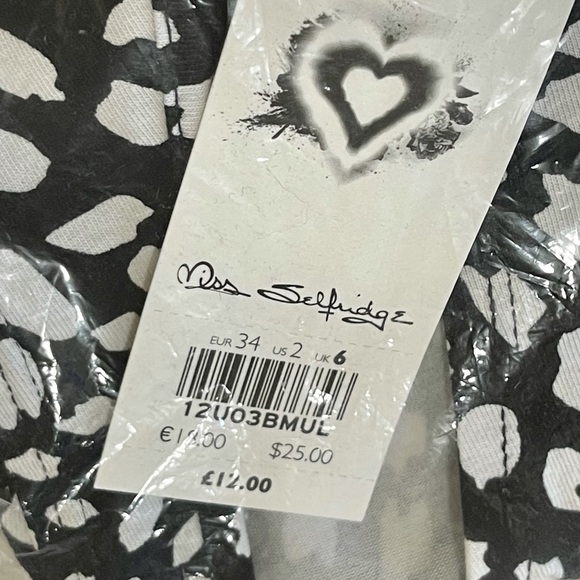 Miss Selfridge
EUR 34 US 2 UK 6
12U03BMUL
$25.00
£12.00